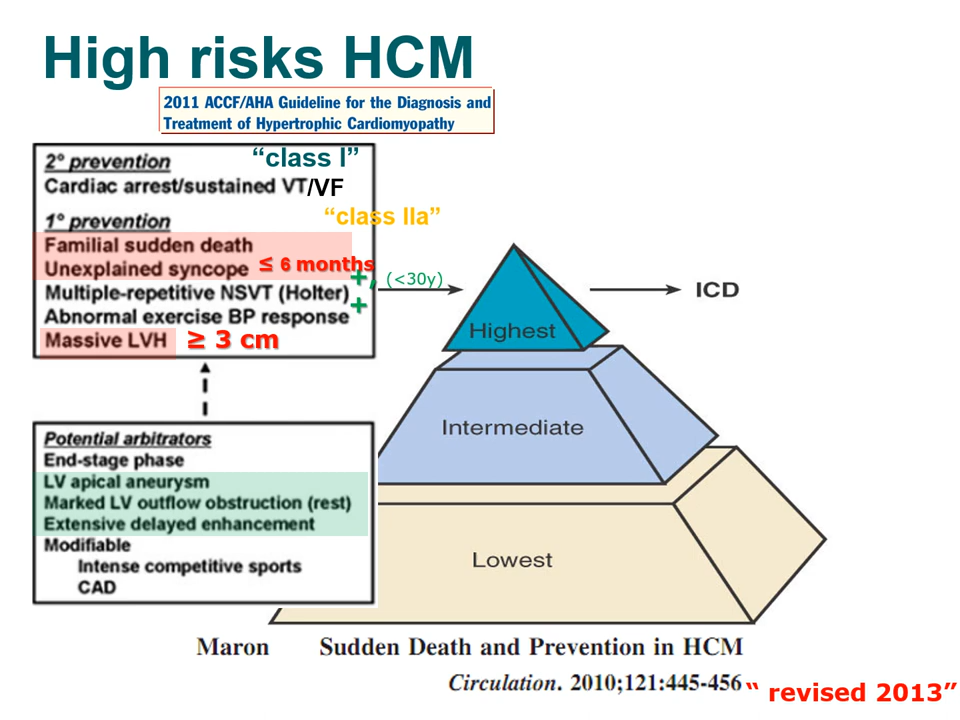 High risks HCM
2011 ACCF/AHA Guideline for the Diagnosis and
Treatment of Hypertrophic Cardiomyopathy
2° prevention “class I”
Cardiac arrest/sustained VT/VF
1° prevention “class IIa”
Familial sudden death
Unexplained syncope ≤ 6 months
Multiple-repetitive NSVT (Holter) +, (<30y)
Abnormal exercise BP response +
Massive LVH ≥ 3 cm
ICD
Highest
Intermediate
Lowest
Potential arbitrators
End-stage phase
LV apical aneurysm
Marked LV outflow obstruction (rest)
Extensive delayed enhancement
Modifiable
Intense competitive sports
CAD
Maron Sudden Death and Prevention in HCM
Circulation. 2010;121:445-456
“ revised 2013”